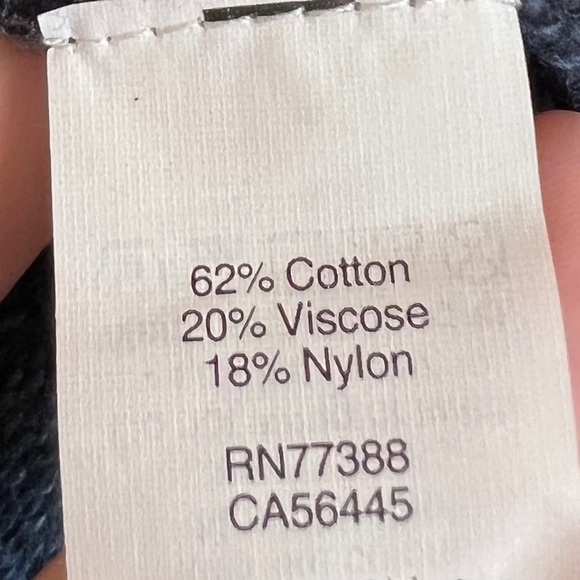 62% Cotton
20% Viscose
18% Nylon
RN77388
CA56445